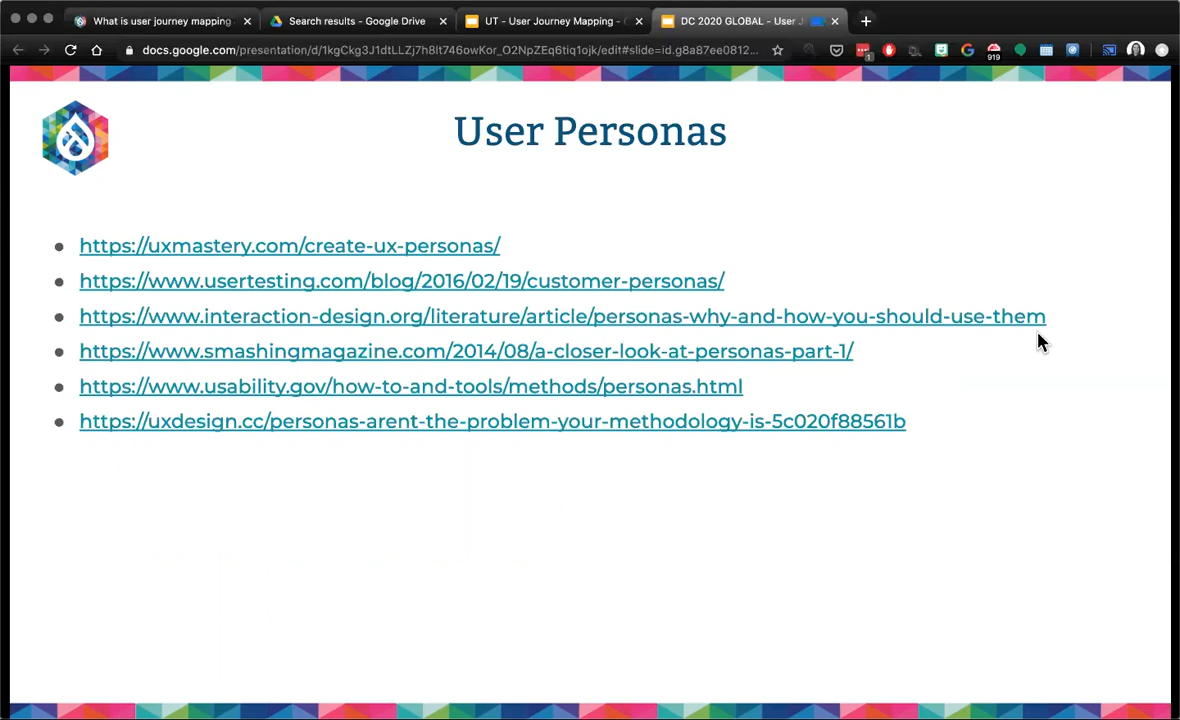 What is user journey mapping
Search results - Google Drive
UT - User Journey Mapping -
DC 2020 GLOBAL - User
docs.google.com/presentation/d/1kgCkg3J1dtLLZj7h8lt746owKor_O2NpZEq6tiq1ojk/edit#slide=id.g8a87ee0812...
1
919
User Personas
• https://uxmastery.com/create-ux-personas/
• https://www.usertesting.com/blog/2016/02/19/customer-personas/
• https://www.interaction-design.org/literature/article/personas-why-and-how-you-should-use-them
• https://www.smashingmagazine.com/2014/08/a-closer-look-at-personas-part-1/
• https://www.usability.gov/how-to-and-tools/methods/personas.html
• https://uxdesign.cc/personas-arent-the-problem-your-methodology-is-5c020f88561b